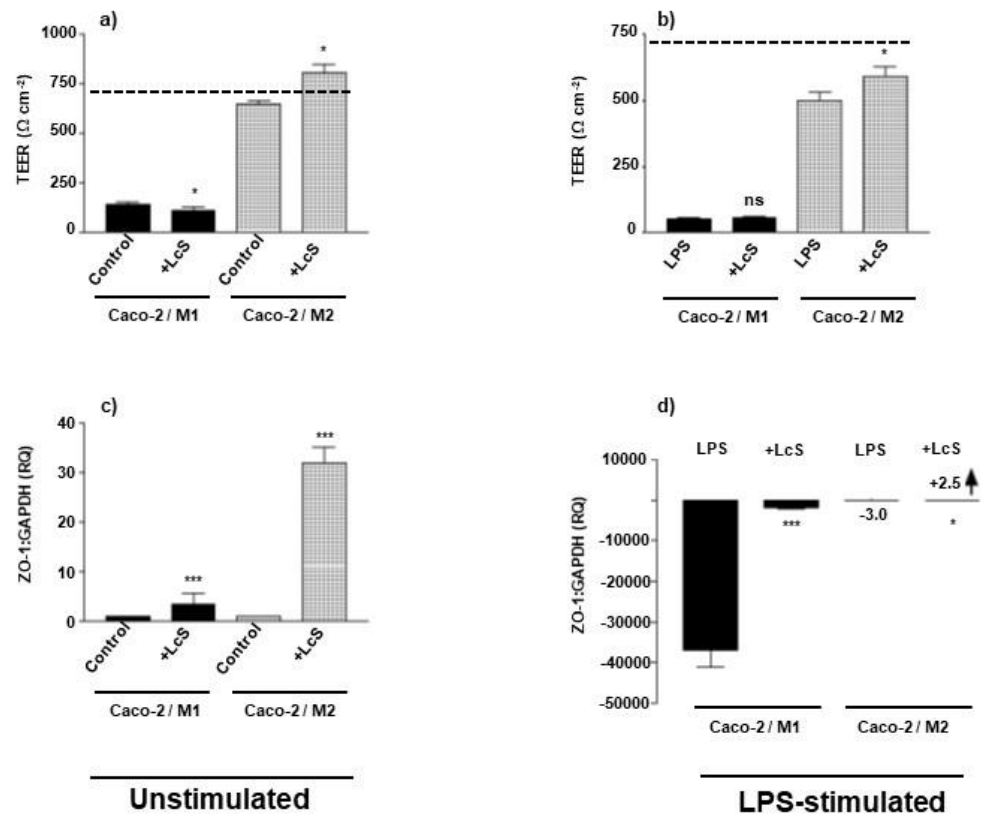 a)
1000
750
500
250
0
TEER (Ω cm⁻²)
*
*
Control
+LcS
Control
+LcS
Caco-2 / M1
Caco-2 / M2
b)
750
500
250
0
TEER (Ω cm⁻²)
ns
*
LPS
+LcS
LPS
+LcS
Caco-2 / M1
Caco-2 / M2
c)
40
30
20
10
0
ZO-1:GAPDH (RQ)
***
***
Control
+LcS
Control
+LcS
Caco-2 / M1
Caco-2 / M2
Unstimulated
d)
LPS
+LcS
LPS
+LcS
10000
-10000
-20000
-30000
-40000
-50000
ZO-1:GAPDH (RQ)
***
-3.0
+2.5
*
Caco-2 / M1
Caco-2 / M2
LPS-stimulated